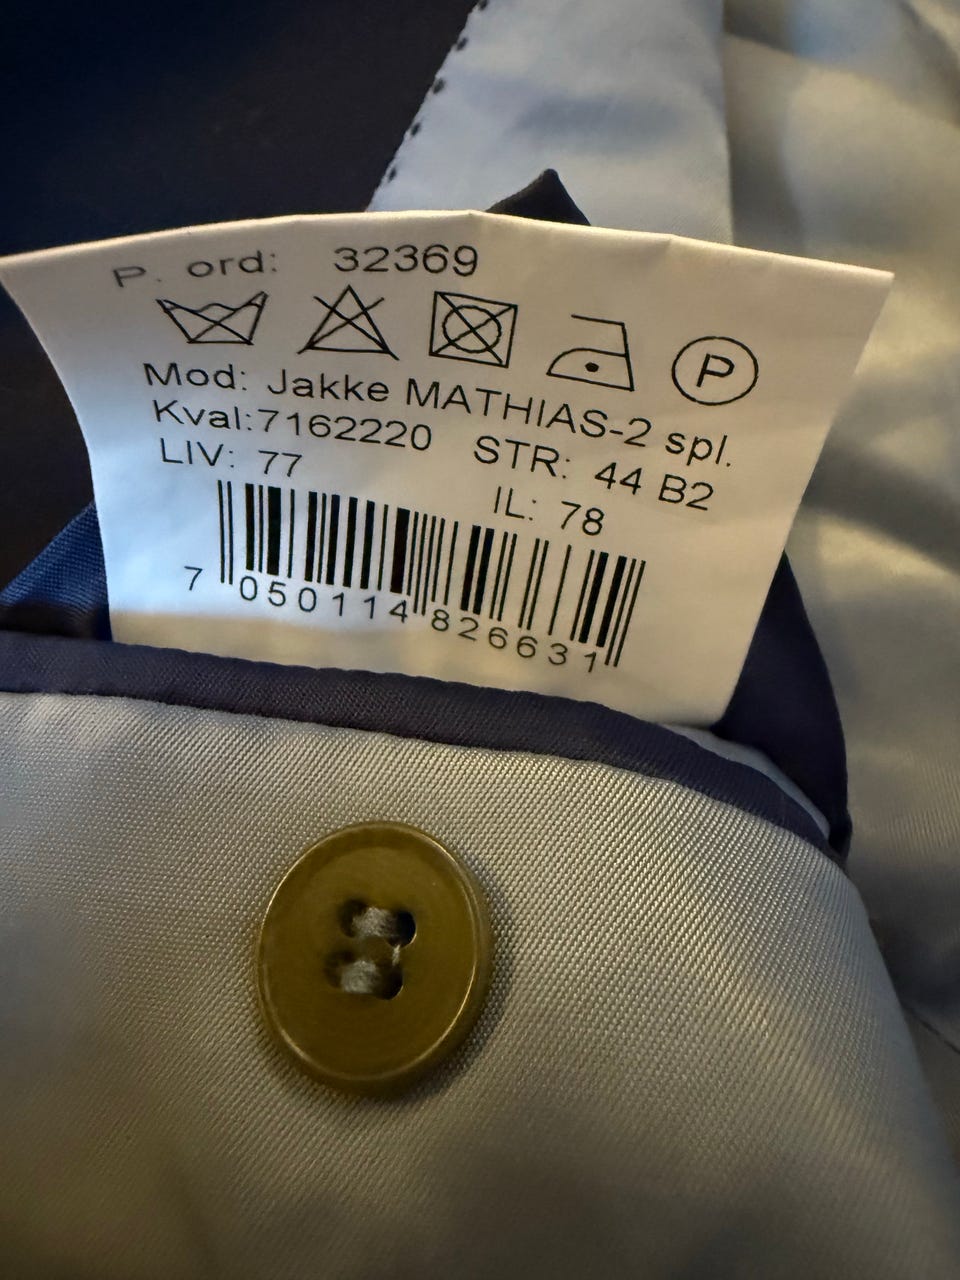 P. ord: 32369
P
Mod: Jakke MATHIAS-2 spl.
Kval:7162220 STR: 44 B2
LIV: 77 IL: 78
7 050114 826631